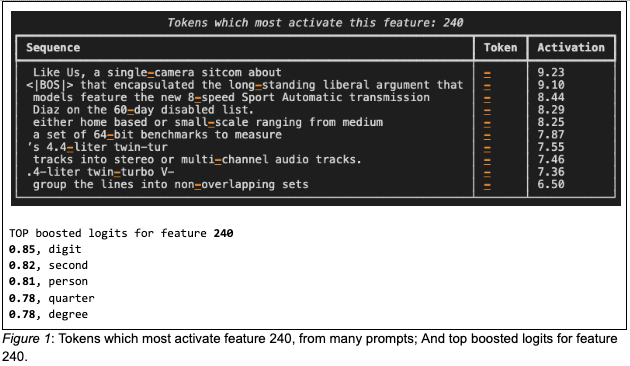 Tokens which most activate this feature: 240
Sequence Token Activation
Like Us, a single-camera sitcom about - 9.23
<|BOS|> that encapsulated the long-standing liberal argument that - 9.10
models feature the new 8-speed Sport Automatic transmission - 8.44
Diaz on the 60-day disabled list. - 8.29
either home based or small-scale ranging from medium - 8.25
a set of 64-bit benchmarks to measure - 7.87
's 4.4-liter twin-tur - 7.55
tracks into stereo or multi-channel audio tracks. - 7.46
.4-liter twin-turbo V- - 7.36
group the lines into non-overlapping sets - 6.50
TOP boosted logits for feature 240
0.85, digit
0.82, second
0.81, person
0.78, quarter
0.78, degree
Figure 1: Tokens which most activate feature 240, from many prompts; And top boosted logits for feature
240.